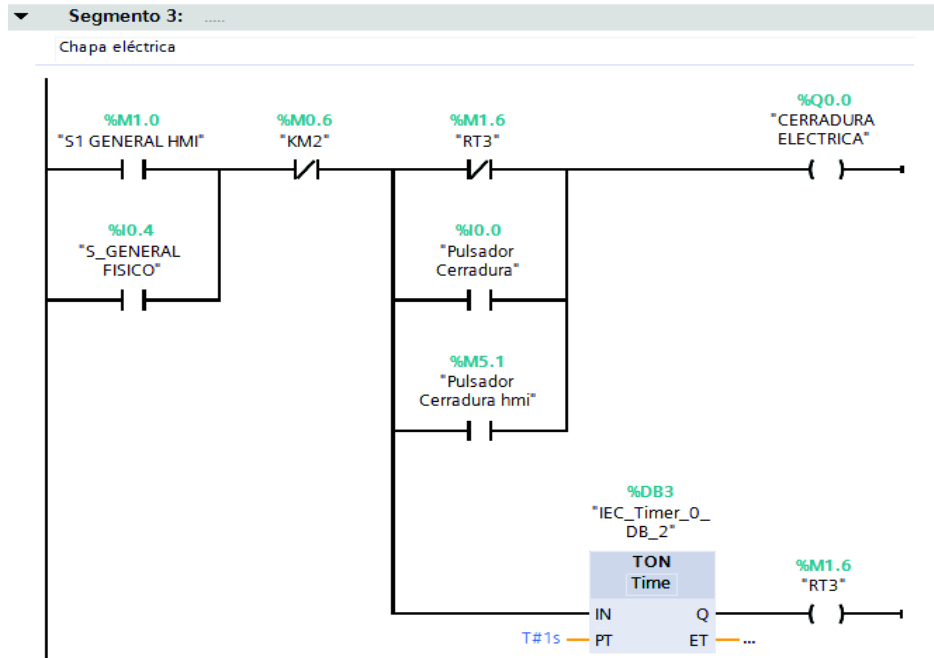 Segmento 3: .....
Chapa eléctrica
%M1.0
"S1 GENERAL HMI"
%M0.6
"KM2"
%M1.6
"RT3"
%Q0.0
"CERRADURA
ELECTRICA"
%I0.4
"S_GENERAL
FISICO"
%I0.0
"Pulsador
Cerradura"
%M5.1
"Pulsador
Cerradura hmi"
%DB3
"IEC_Timer_0_
DB_2"
TON
Time
IN Q
T#1s PT ET ...
%M1.6
"RT3"